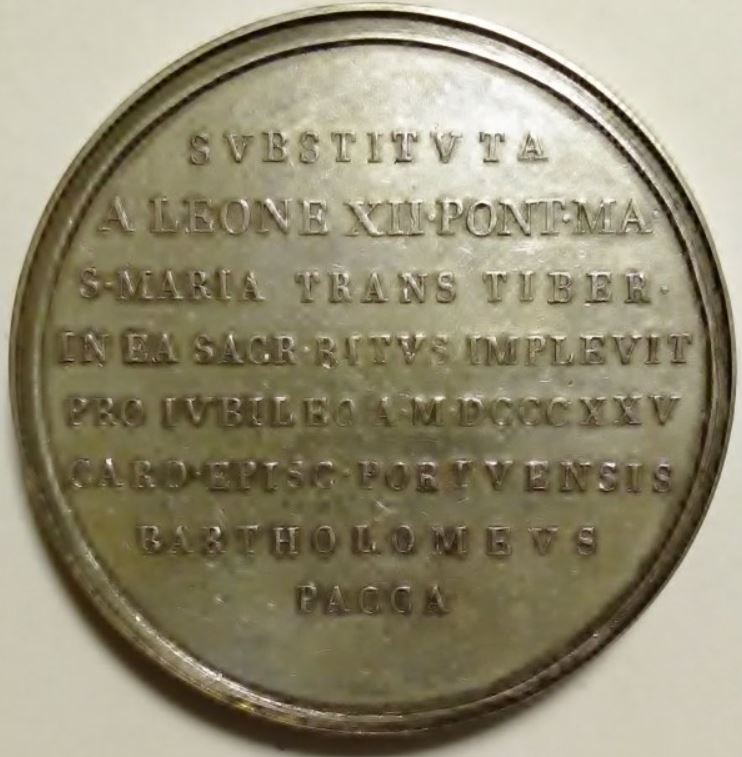 SVBSTITVTA
A LEONE XII·PONT·MA·
S·MARIA TRANS TIBER·
IN EA SACR·RITVS IMPLEVIT
PRO IVBILEO A·MDCCCXXV
CARD·EPISC·PORTVENSIS
BARTHOLOMEVS
PACCA